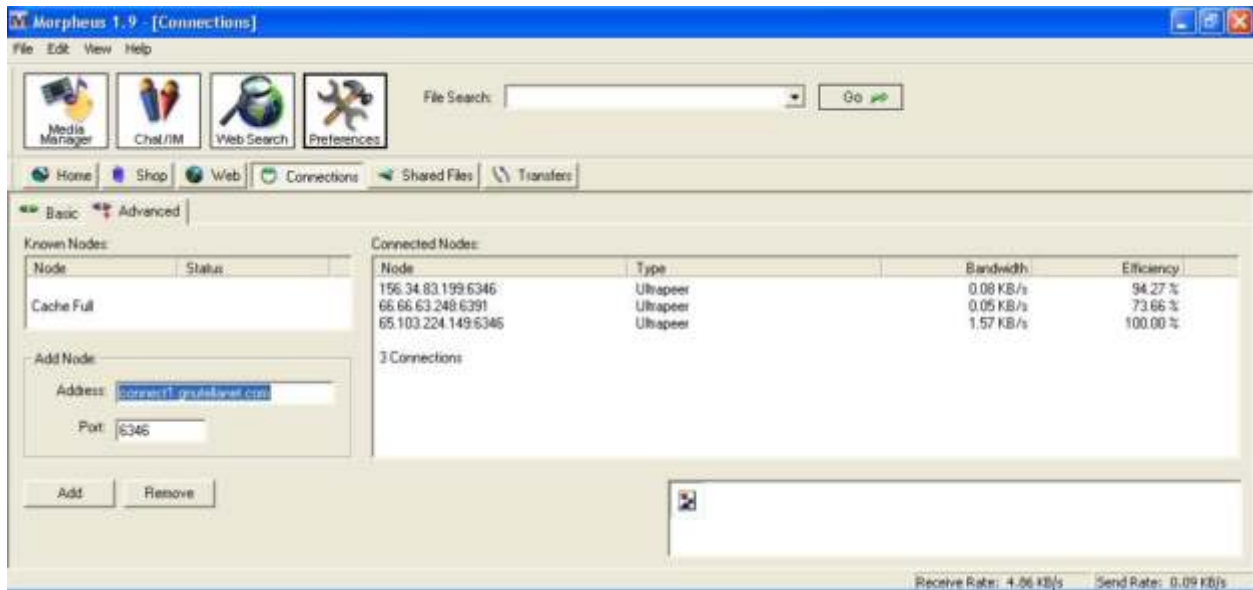 Morpheus 1.9 - [Connections]
File Edit View Help
Media Manager
Chat/IM
Web Search
Preferences
File Search:
Go
Home Shop Web Connections Shared Files Transfers
Basic Advanced
Known Nodes:
Node Status
Cache Full
Add Node:
Address: connect1.gnutellanet.com
Port: 6346
Add Remove
Connected Nodes:
Node Type Bandwidth Efficiency
156.34.83.199:6346 Ultrapeer 0.08 KB/s 94.27 %
66.66.63.248:6391 Ultrapeer 0.05 KB/s 73.66 %
65.103.224.149:6346 Ultrapeer 1.57 KB/s 100.00 %
3 Connections
Receive Rate: 4.86 KB/s Send Rate: 0.09 KB/s